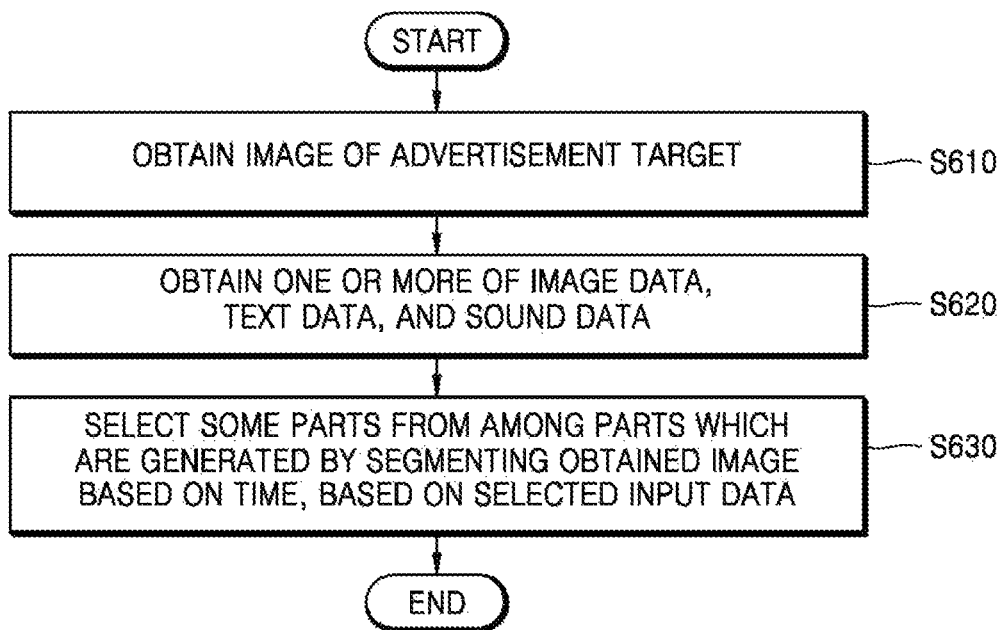 START
OBTAIN IMAGE OF ADVERTISEMENT TARGET
S610
OBTAIN ONE OR MORE OF IMAGE DATA,
TEXT DATA, AND SOUND DATA
S620
SELECT SOME PARTS FROM AMONG PARTS WHICH
ARE GENERATED BY SEGMENTING OBTAINED IMAGE
BASED ON TIME, BASED ON SELECTED INPUT DATA
S630
END